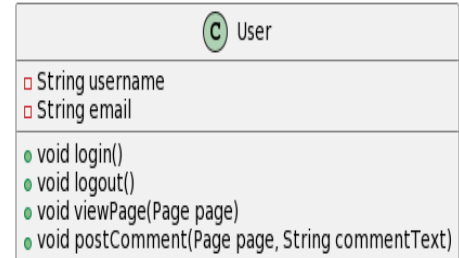 C User
String username
String email
void login()
void logout()
void viewPage(Page page)
void postComment(Page page, String commentText)